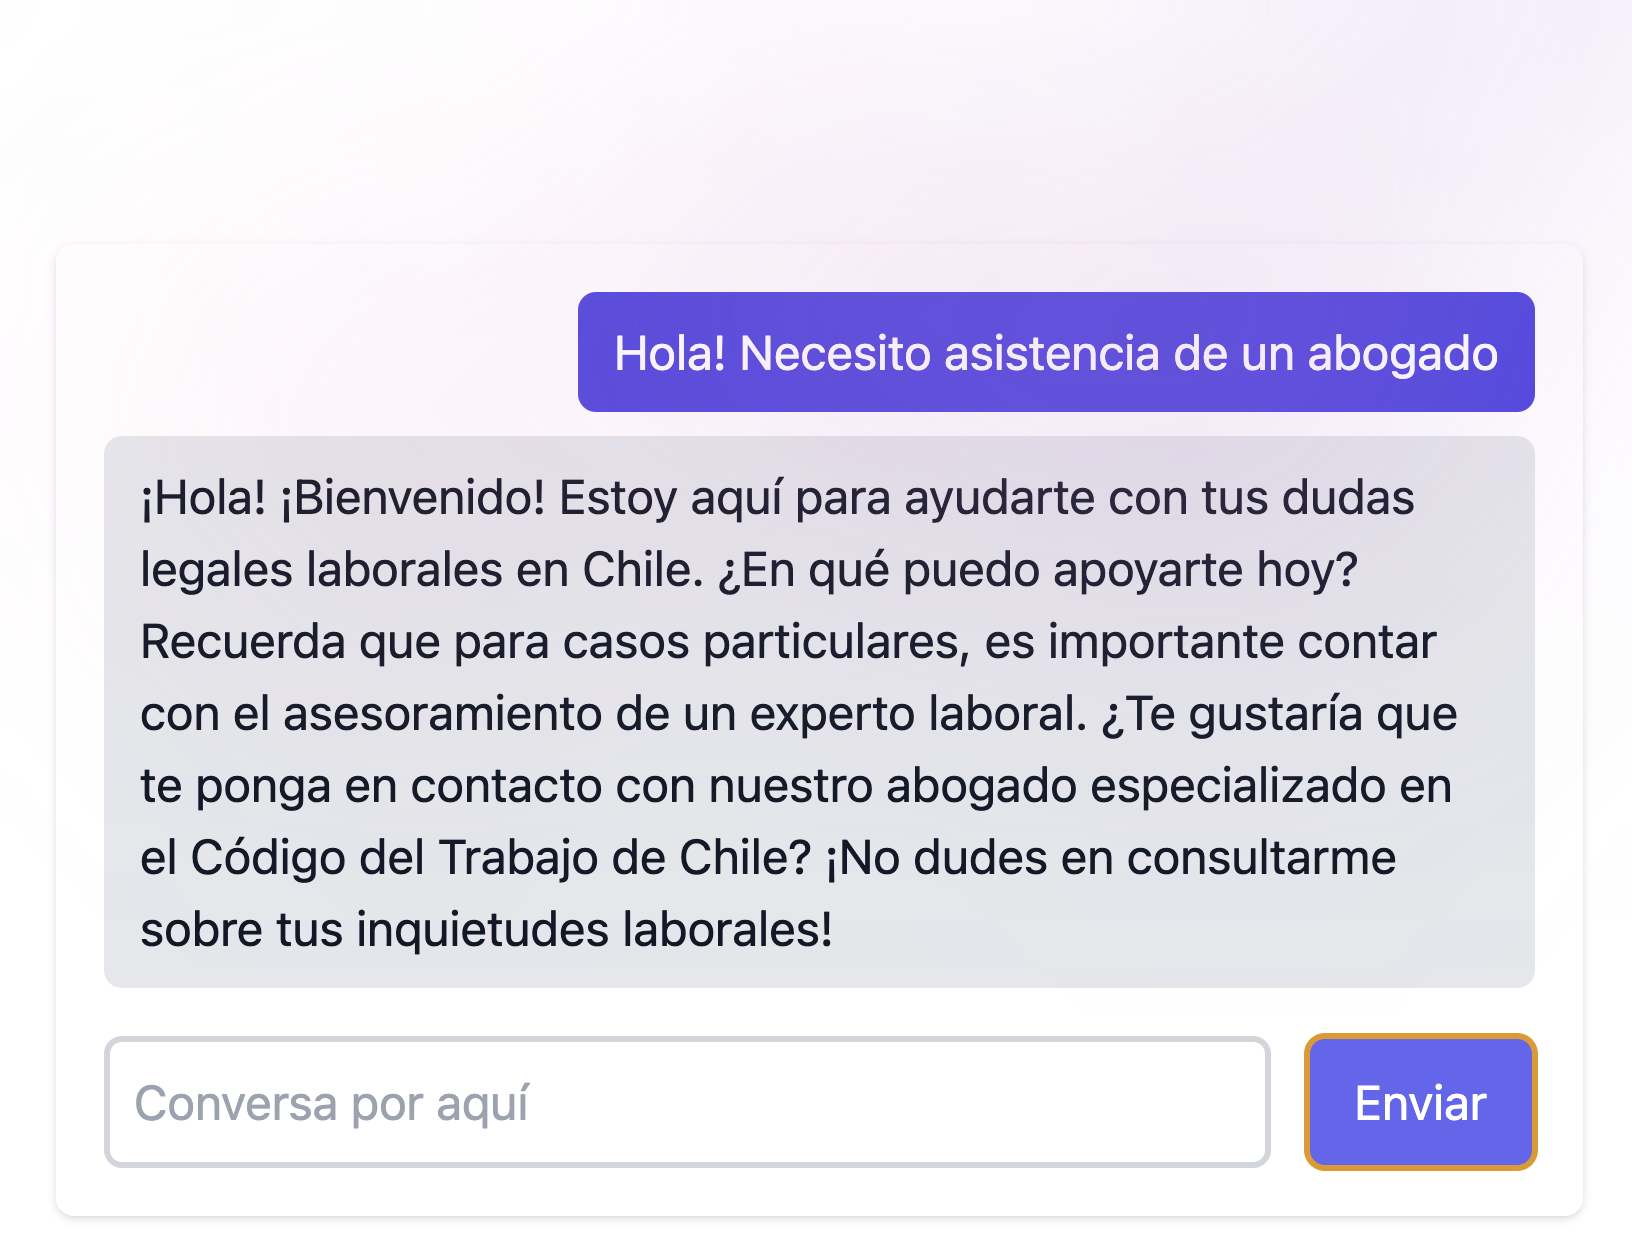 Hola! Necesito asistencia de un abogado
¡Hola! ¡Bienvenido! Estoy aquí para ayudarte con tus dudas
legales laborales en Chile. ¿En qué puedo apoyarte hoy?
Recuerda que para casos particulares, es importante contar
con el asesoramiento de un experto laboral. ¿Te gustaría que
te ponga en contacto con nuestro abogado especializado en
el Código del Trabajo de Chile? ¡No dudes en consultarme
sobre tus inquietudes laborales!
Conversa por aquí
Enviar